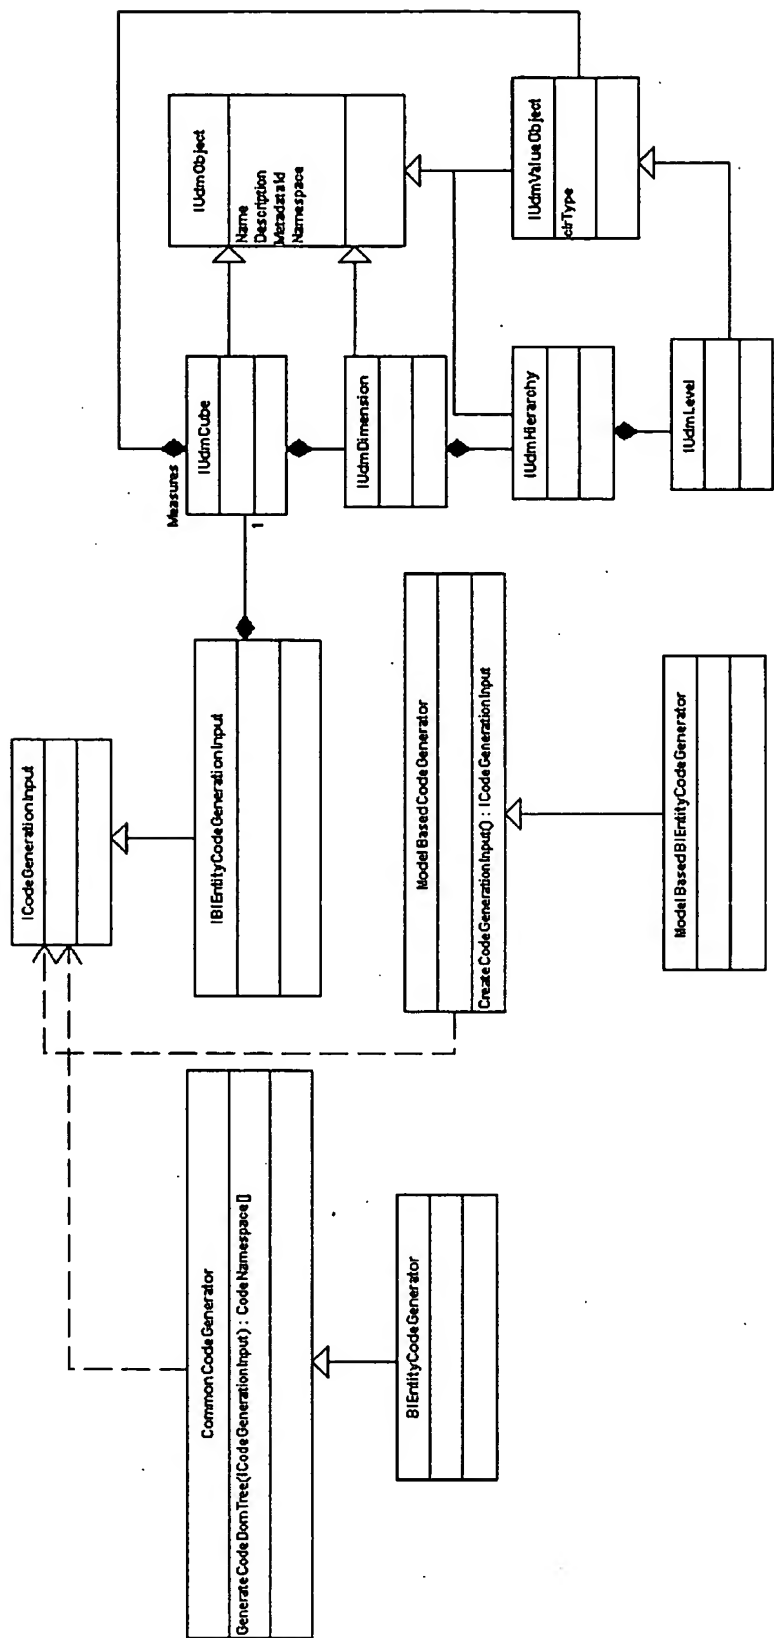 CommonCodeGenerator
GenerateCodeDomTree(ICodeGenerationInput) : CodeNamespace[]
BIEntityCodeGenerator
ICodeGenerationInput
IBIEntityCodeGenerationInput
ModelBasedCodeGenerator
CreateCodeGenerationInput() : ICodeGenerationInput
ModelBasedBIEntityCodeGenerator
Measures
IUdmCube
1
IUdmDimension
IUdmHierarchy
IUdmLevel
IUdmObject
Name
Description
MetadataId
Namespace
IUdmValueObject
clrType